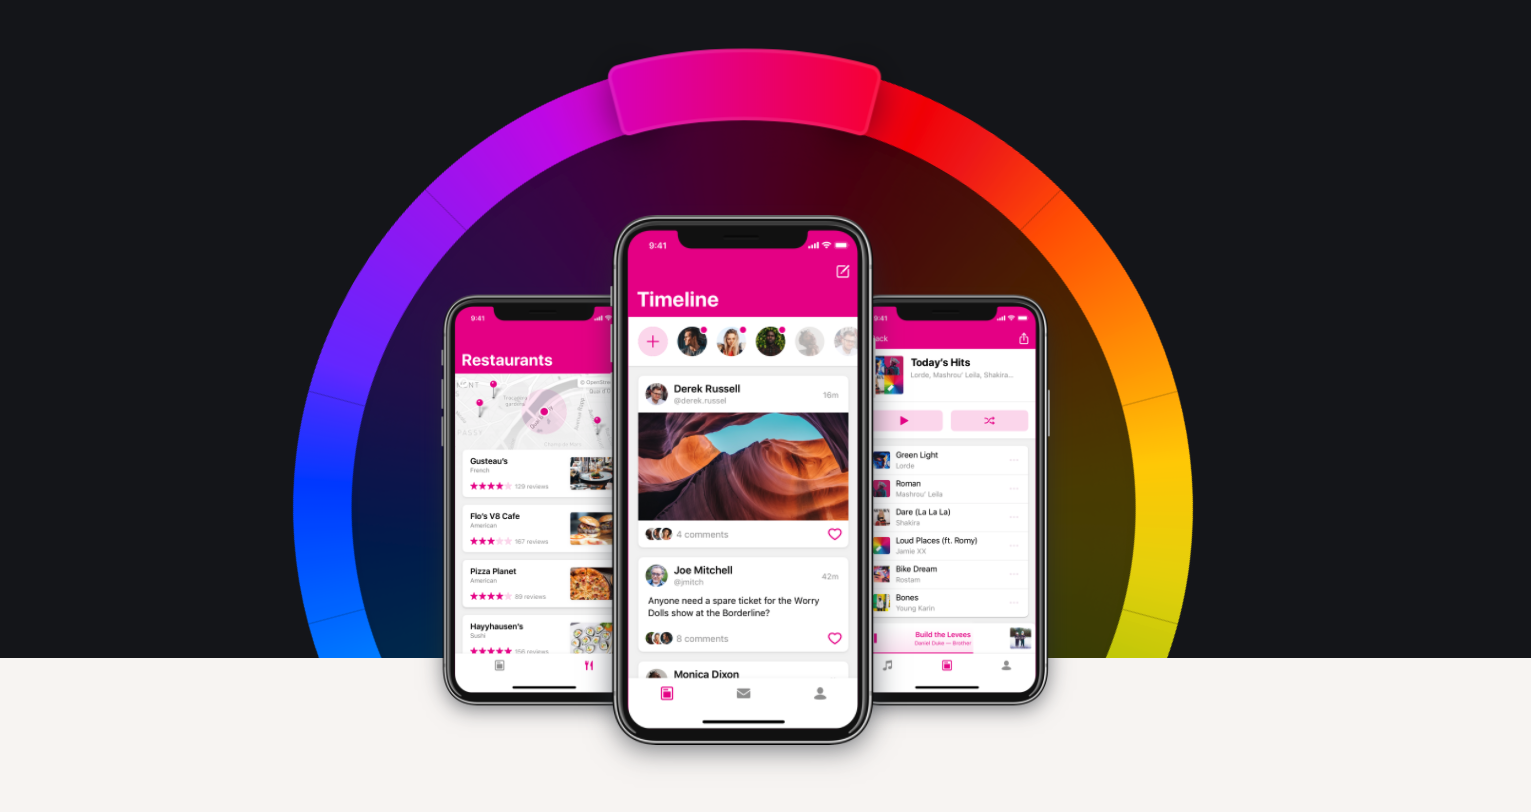 9:41
Restaurants
MONT
© OpenStree
PASSY
Gusteau's
French
129 reviews
Flo's V8 Cafe
American
167 reviews
Pizza Planet
American
89 reviews
Hayyhausen's
Sushi
9:41
Timeline
Derek Russell
@derek.russel
16m
4 comments
Joe Mitchell
@jmitch
42m
Anyone need a spare ticket for the Worry
Dolls show at the Borderline?
8 comments
Monica Dixon
9:41
ack
Today's Hits
Lorde, Mashrou' Leila, Shakira...
Green Light
Lorde
Roman
Mashrou' Leila
Dare (La La La)
Shakira
Loud Places (ft. Romy)
Jamie XX
Bike Dream
Rostam
Bones
Young Karin
Build the Levees
Daniel Duke — Brother